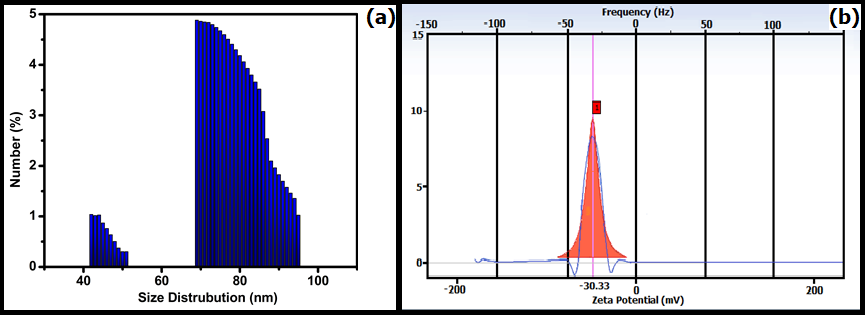 (a)
5
4
3
2
1
0
Number (%)
40 60 80 100
Size Distrubution (nm)
(b)
Frequency (Hz)
-150 -100 -50 0 50 100
15
10
5
0
-200 -30.33 0 200
Zeta Potential (mV)